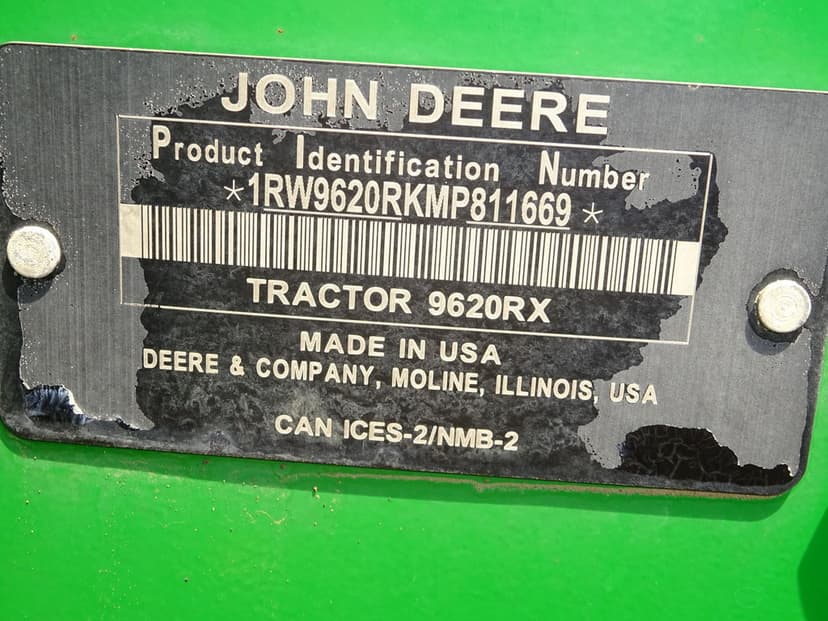 JOHN DEERE
Product Identification Number
*1RW9620RKMP811669*
TRACTOR 9620RX
MADE IN USA
DEERE & COMPANY, MOLINE, ILLINOIS, USA
CAN ICES-2/NMB-2